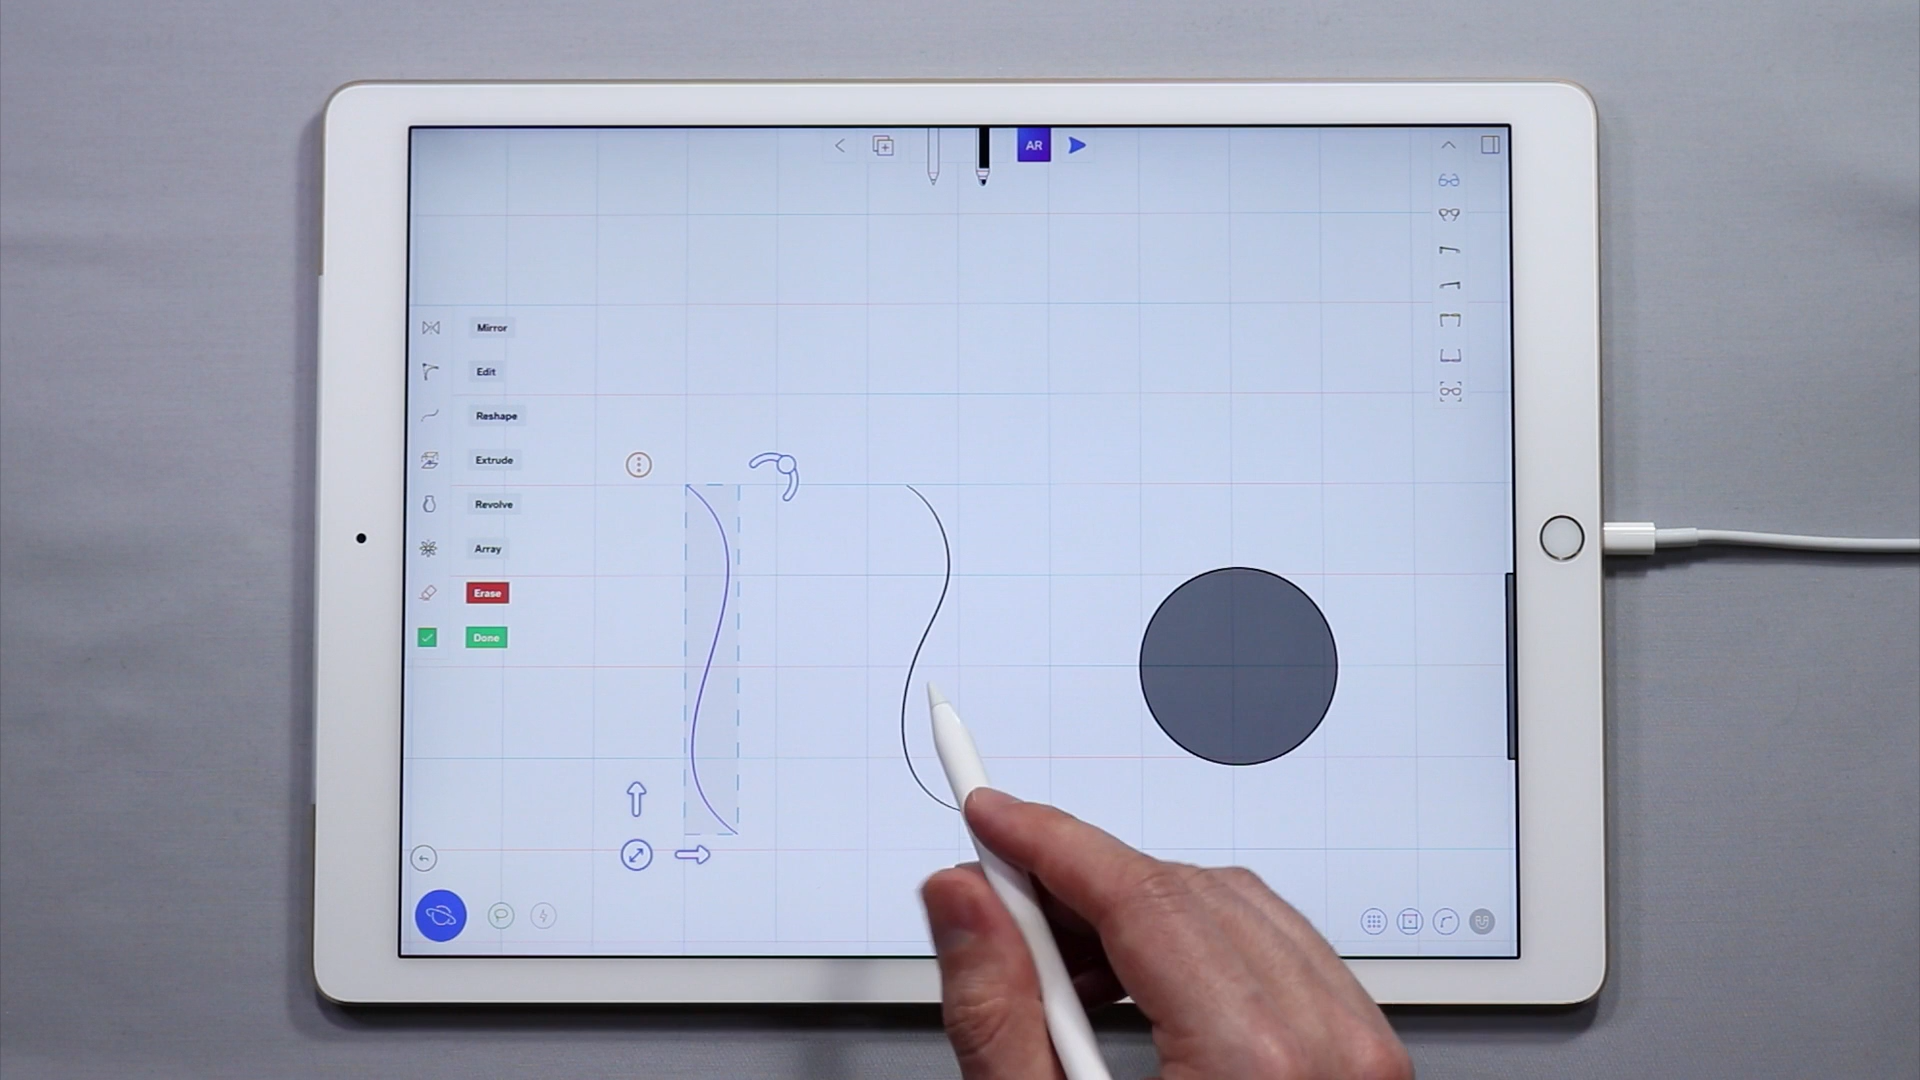 AR
Mirror
Edit
Reshape
Extrude
Revolve
Array
Erase
Done